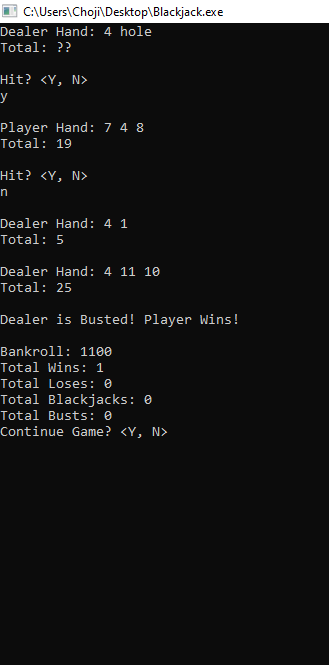 C:\Users\Choji\Desktop\Blackjack.exe
Dealer Hand: 4 hole
Total: ??
Hit? <Y, N>
y
Player Hand: 7 4 8
Total: 19
Hit? <Y, N>
n
Dealer Hand: 4 1
Total: 5
Dealer Hand: 4 11 10
Total: 25
Dealer is Busted! Player Wins!
Bankroll: 1100
Total Wins: 1
Total Loses: 0
Total Blackjacks: 0
Total Busts: 0
Continue Game? <Y, N>